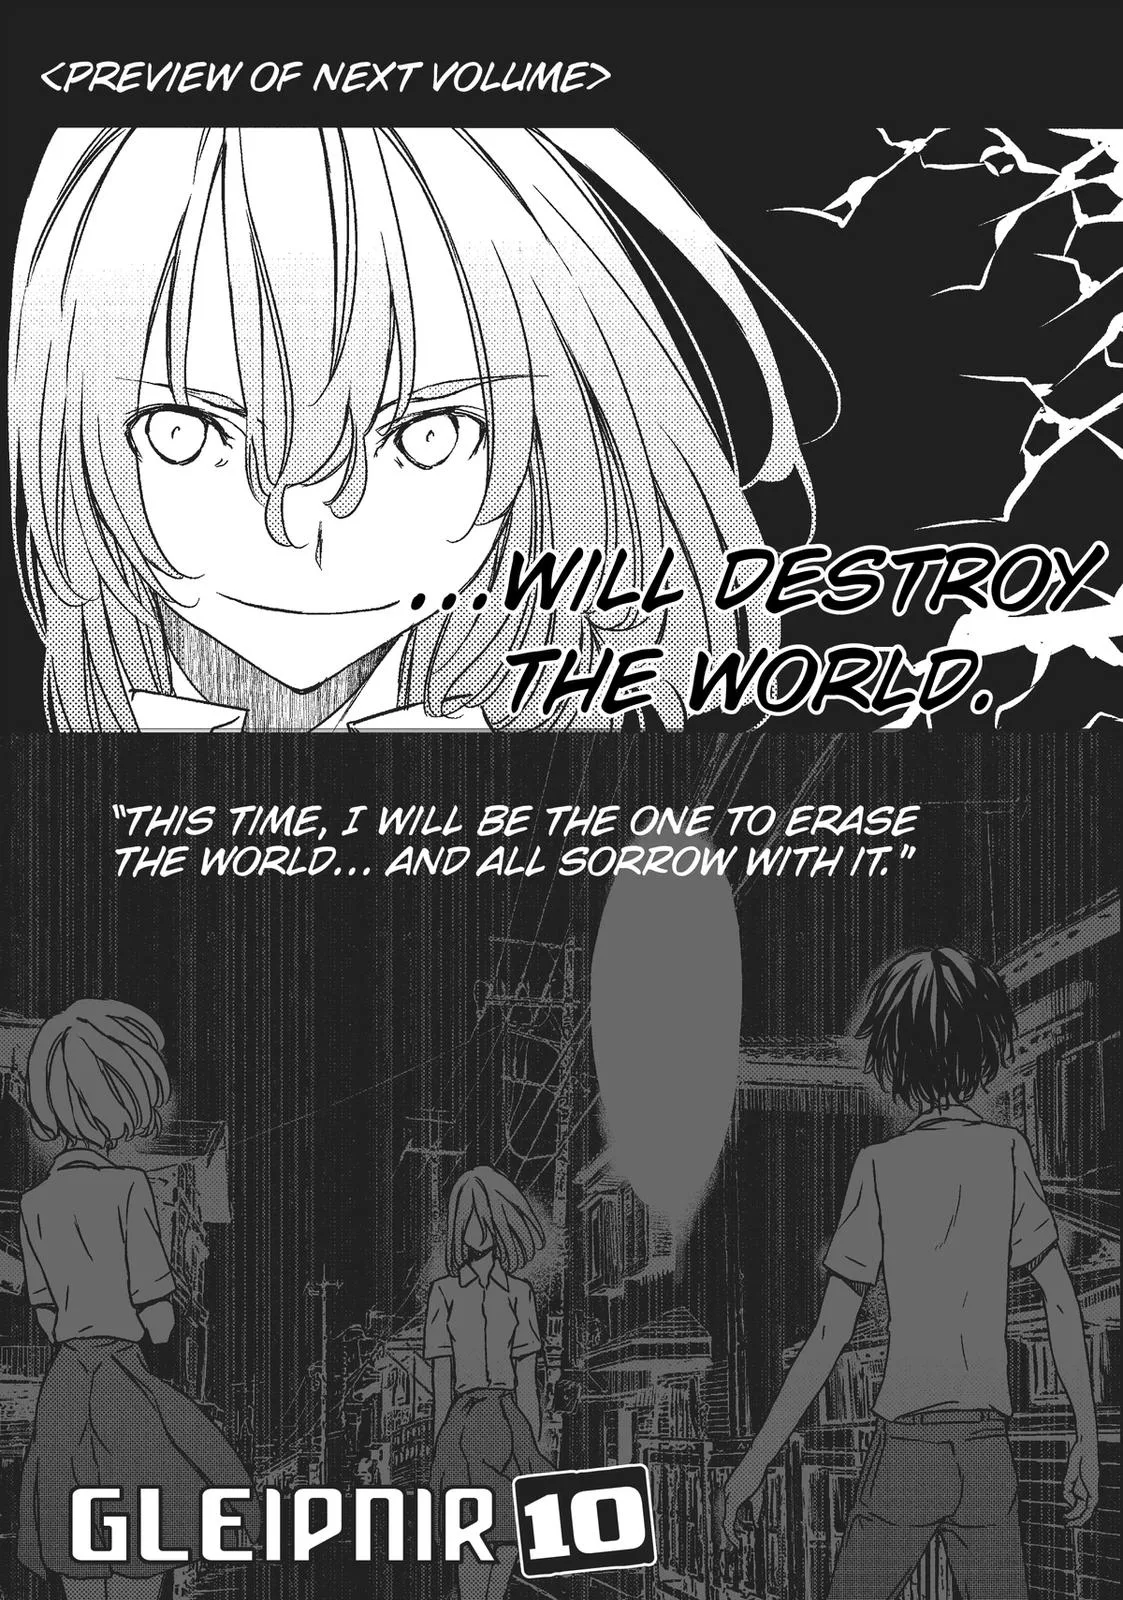 <PREVIEW OF NEXT VOLUME>
...WILL DESTROY
THE WORLD.
"THIS TIME, I WILL BE THE ONE TO ERASE
THE WORLD... AND ALL SORROW WITH IT."
GLEIPNIR 10